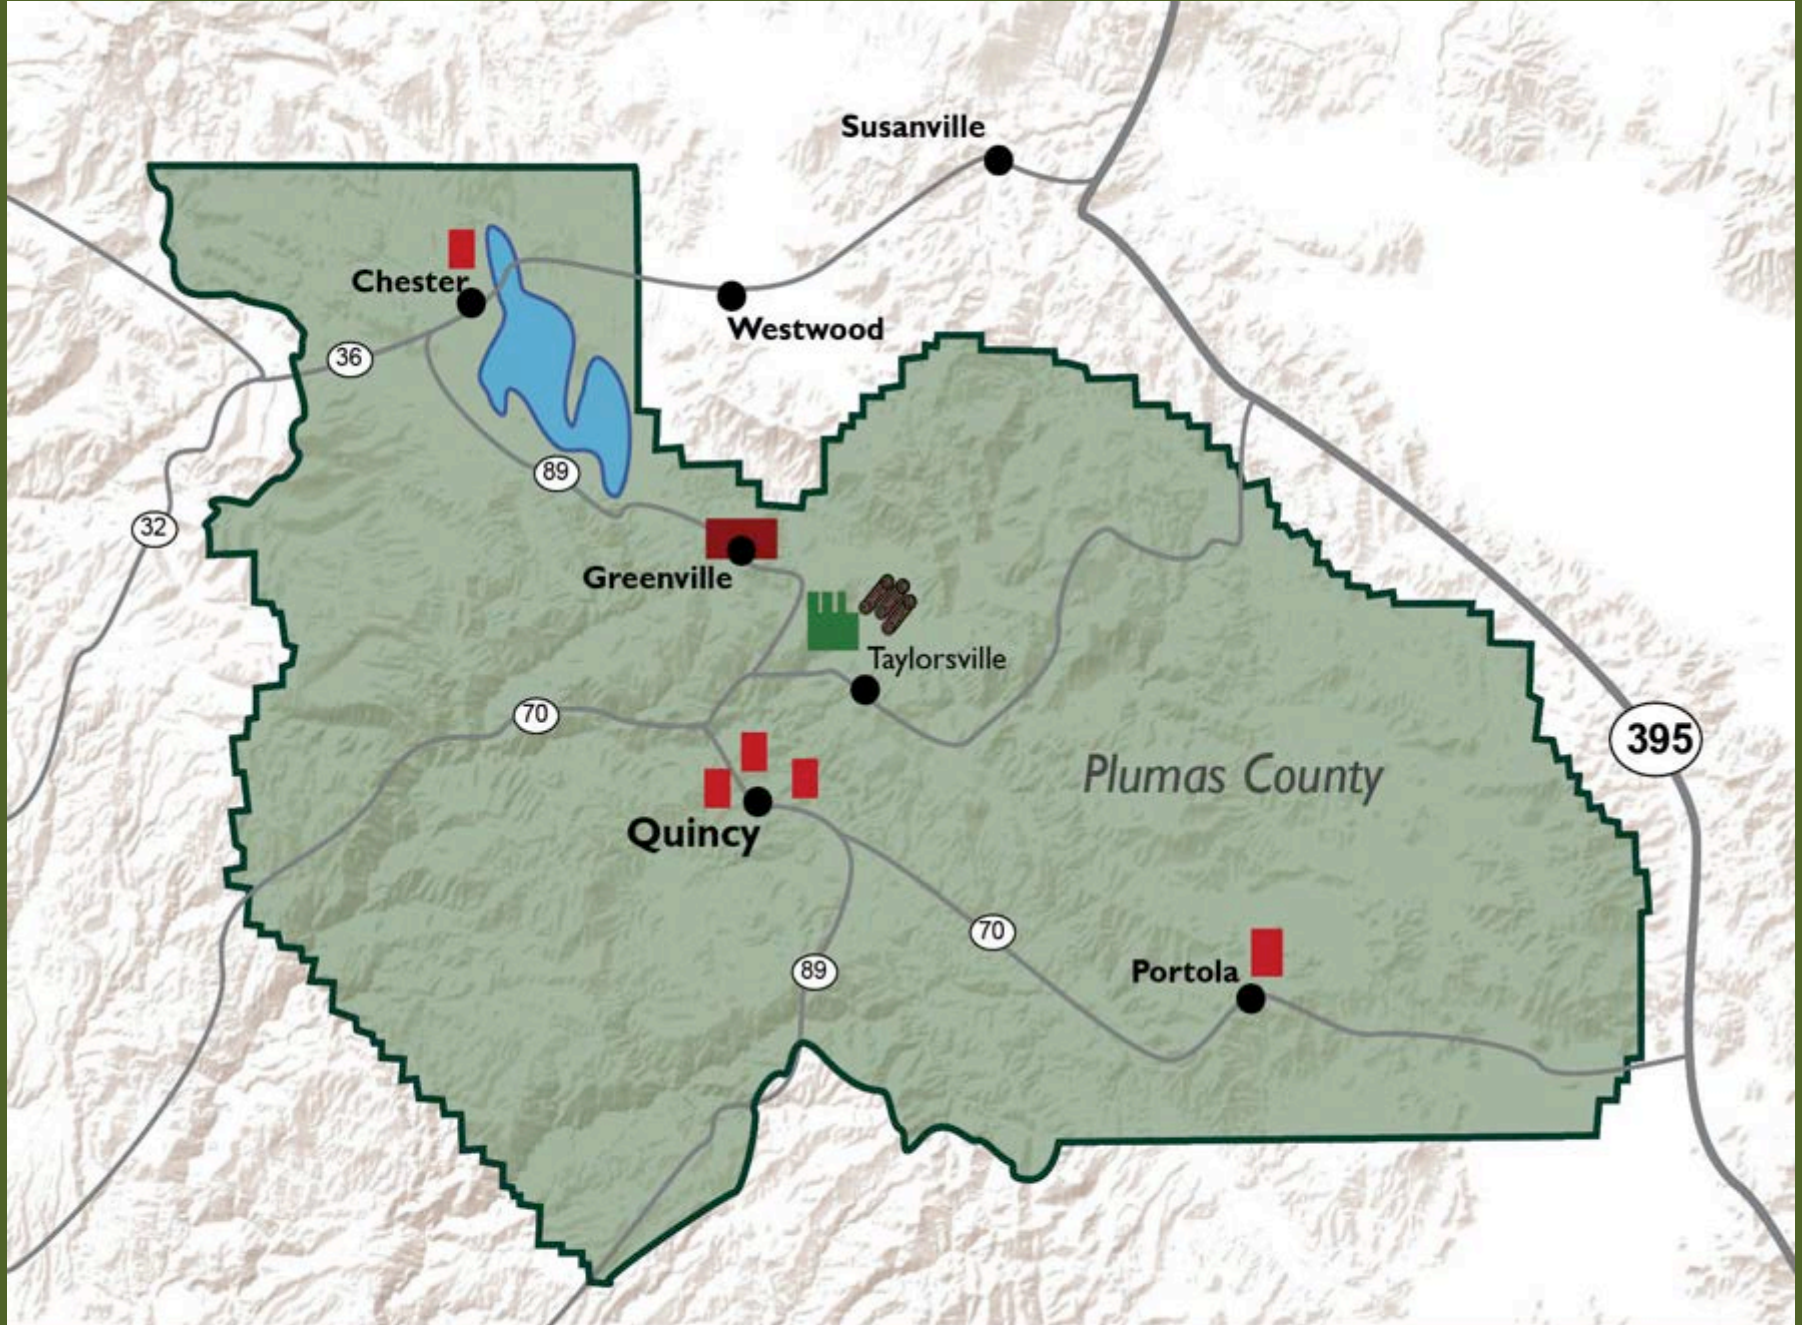 Susanville
Chester
Westwood
36
89
32
Greenville
Taylorsville
70
395
Plumas County
Quincy
70
89
Portola